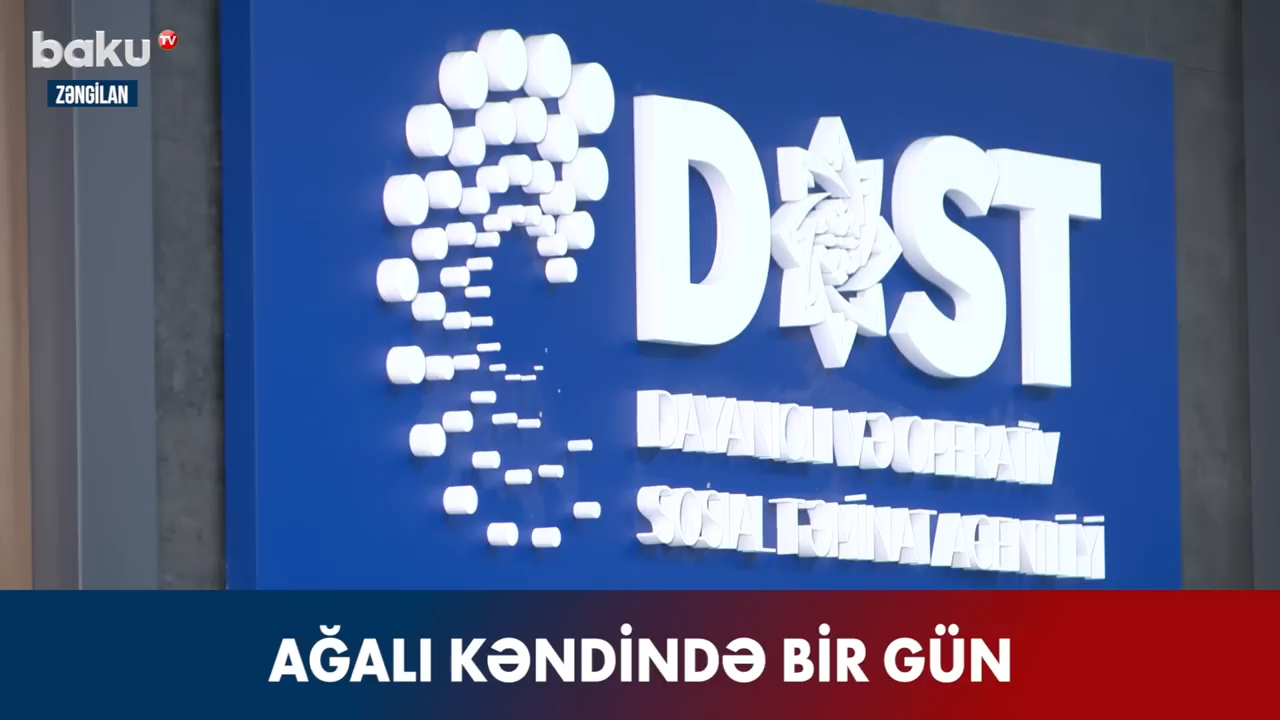 baku TV
ZƏNGİLAN
DOST
DAYANIQLI VƏ OPERATİV
SOSİAL TƏMİNAT AGENTLİYİ
AĞALI KƏNDİNDƏ BİR GÜN